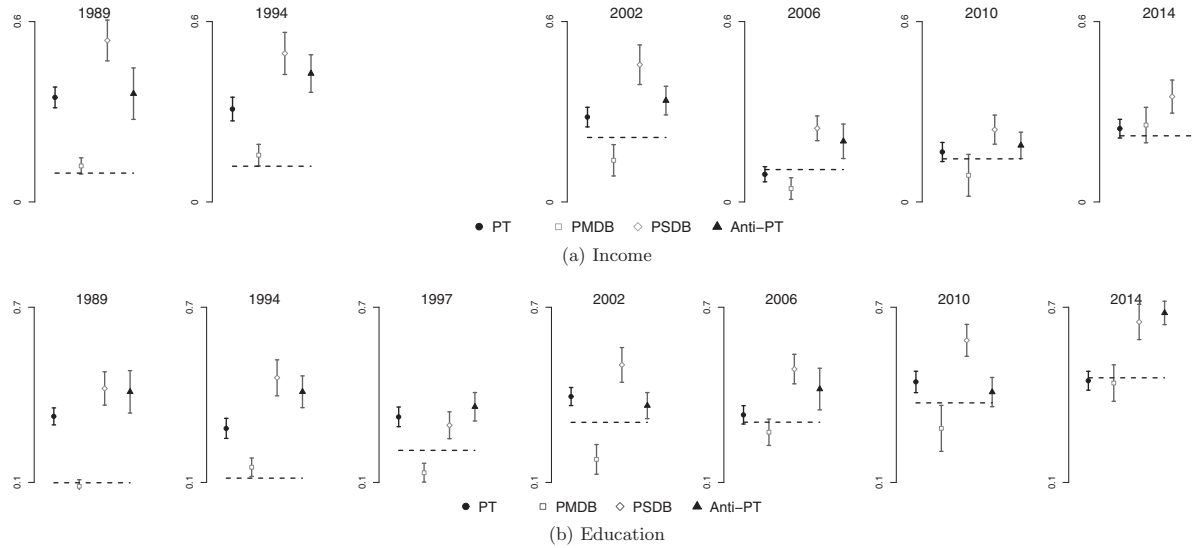 1989 1994 2002 2006 2010 2014
0.6 0.6 0.6 0.6 0.6 0.6
0 0 0 0 0 0
PT PMDB PSDB Anti−PT
(a) Income
1989 1994 1997 2002 2006 2010 2014
0.7 0.7 0.7 0.7 0.7 0.7 0.7
0.1 0.1 0.1 0.1 0.1 0.1 0.1
PT PMDB PSDB Anti−PT
(b) Education